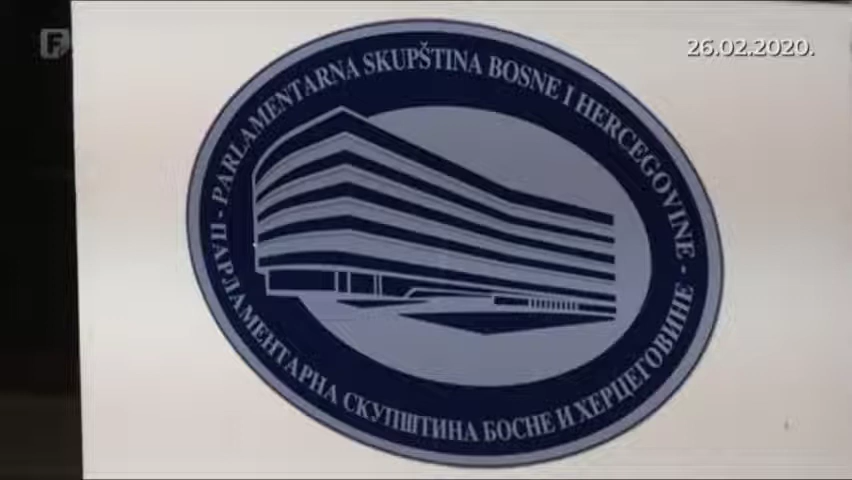 F
26.02.2020.
- PARLAMENTARNA SKUPŠTINA BOSNE I HERCEGOVINE -
ПАРЛАМЕНТАРНА СКУПШТИНА БОСНЕ И ХЕРЦЕГОВИНЕ